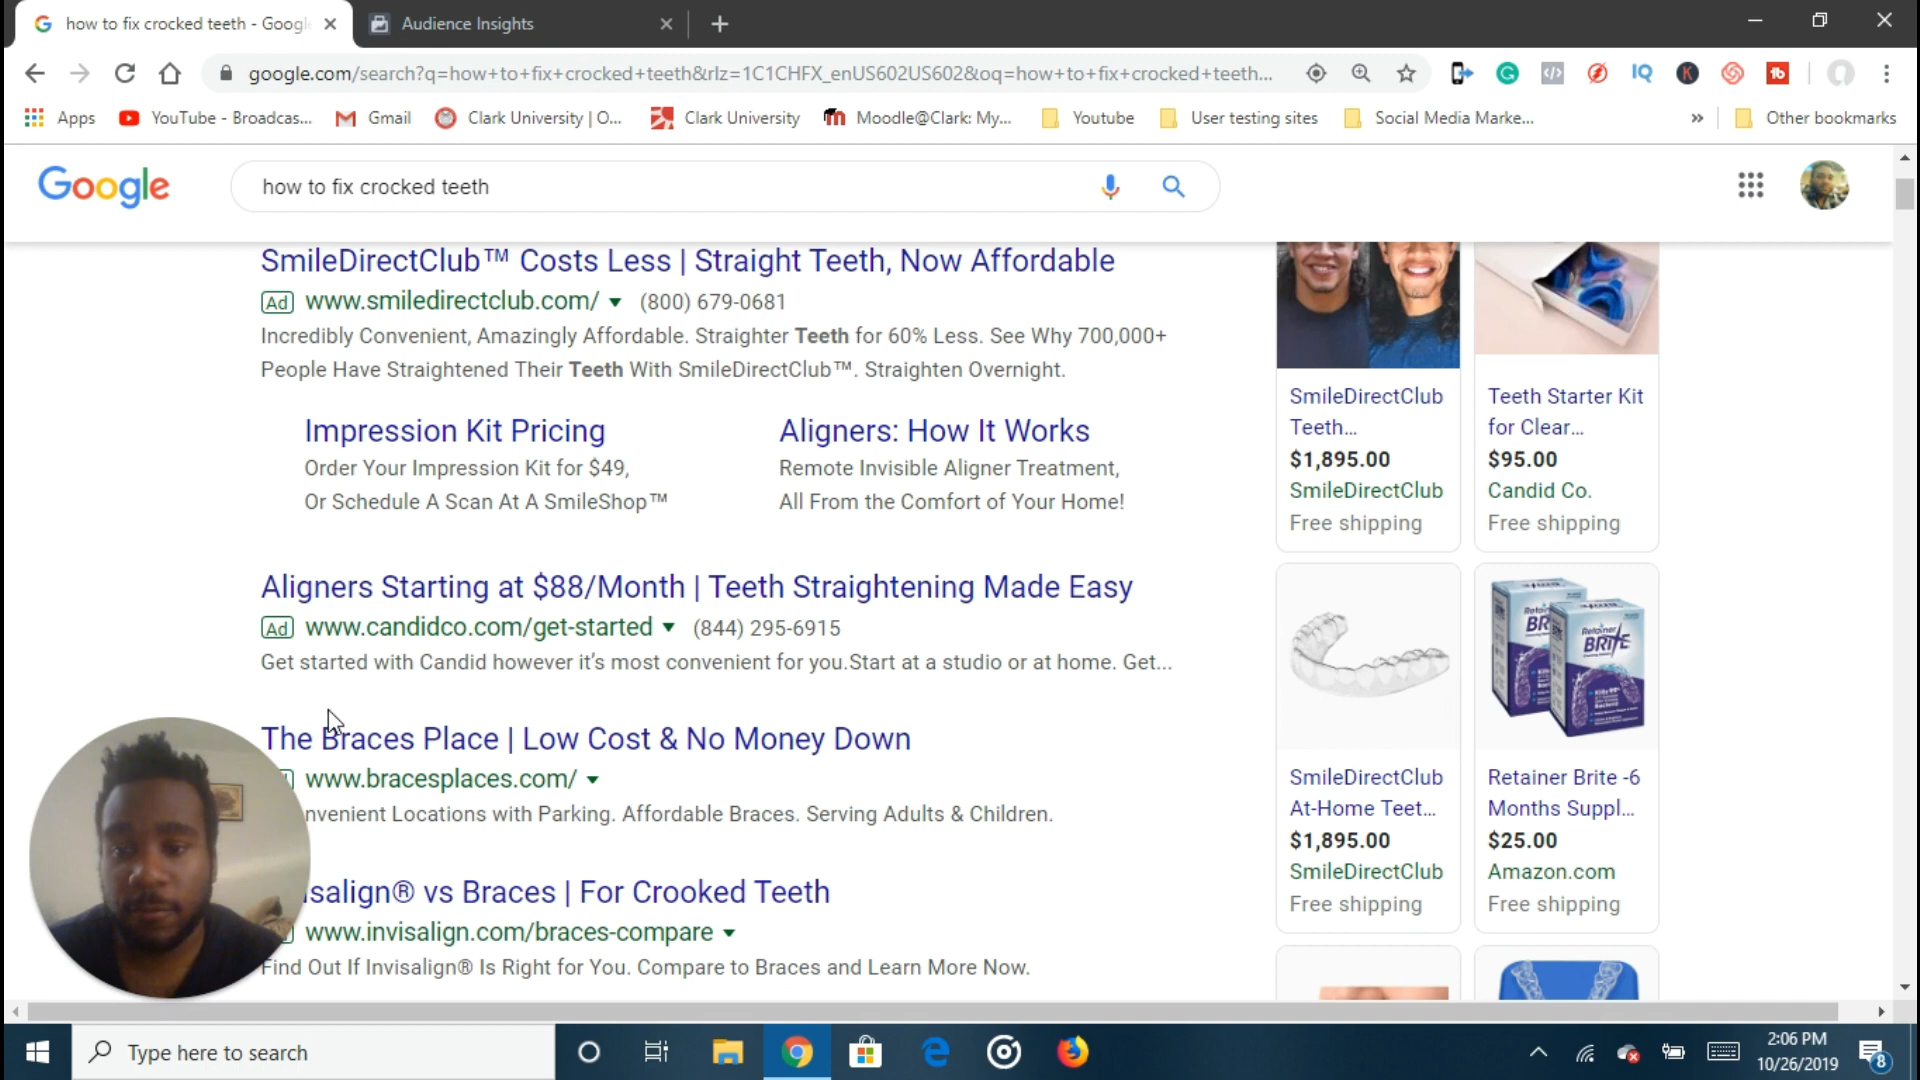 how to fix crocked teeth - Googl
Audience Insights
google.com/search?q=how+to+fix+crocked+teeth&rlz=1C1CHFX_enUS602US602&oq=how+to+fix+crocked+teeth...
Apps
YouTube - Broadcas...
Gmail
Clark University | O...
Clark University
Moodle@Clark: My...
Youtube
User testing sites
Social Media Marke...
»
Other bookmarks
Google
how to fix crocked teeth
SmileDirectClub™ Costs Less | Straight Teeth, Now Affordable
Ad www.smiledirectclub.com/ (800) 679-0681
Incredibly Convenient, Amazingly Affordable. Straighter Teeth for 60% Less. See Why 700,000+
People Have Straightened Their Teeth With SmileDirectClub™. Straighten Overnight.
Impression Kit Pricing
Order Your Impression Kit for $49,
Or Schedule A Scan At A SmileShop™
Aligners: How It Works
Remote Invisible Aligner Treatment,
All From the Comfort of Your Home!
Aligners Starting at $88/Month | Teeth Straightening Made Easy
Ad www.candidco.com/get-started (844) 295-6915
Get started with Candid however it's most convenient for you.Start at a studio or at home. Get...
The Braces Place | Low Cost & No Money Down
www.bracesplaces.com/
nvenient Locations with Parking. Affordable Braces. Serving Adults & Children.
salign® vs Braces | For Crooked Teeth
www.invisalign.com/braces-compare
Find Out If Invisalign® Is Right for You. Compare to Braces and Learn More Now.
SmileDirectClub
Teeth...
$1,895.00
SmileDirectClub
Free shipping
Teeth Starter Kit
for Clear...
$95.00
Candid Co.
Free shipping
Retainer
BRITE
SmileDirectClub
At-Home Teet...
$1,895.00
SmileDirectClub
Free shipping
Retainer Brite -6
Months Suppl...
$25.00
Amazon.com
Free shipping
Type here to search
2:06 PM
10/26/2019
8